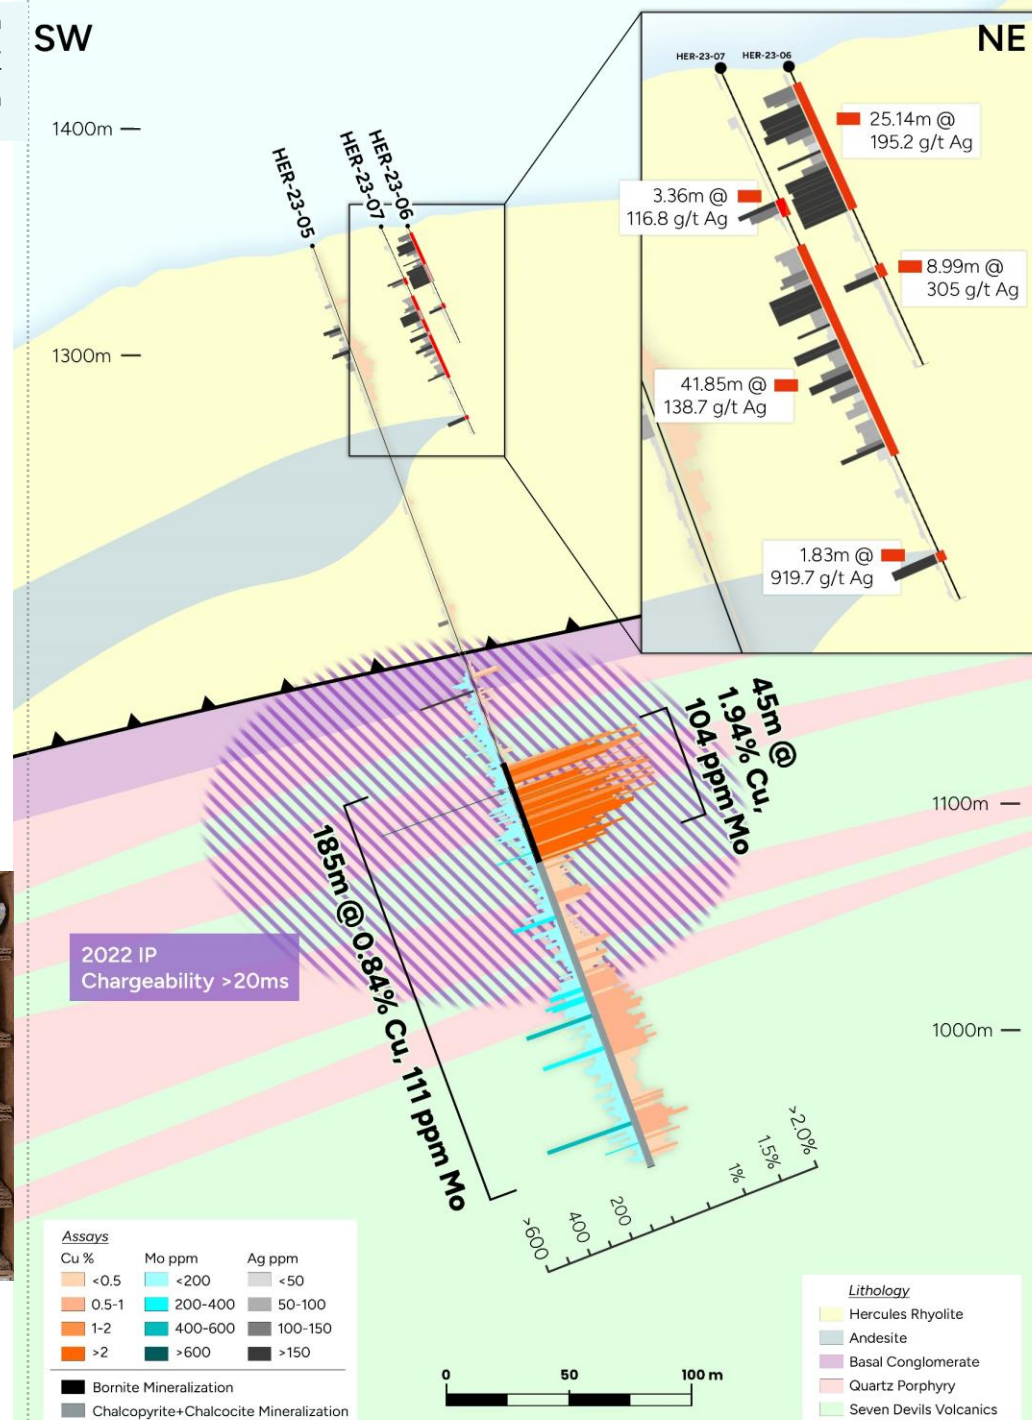 SW
NE
1400m
1300m
1100m
1000m
HER-23-05
HER-23-07
HER-23-06
HER-23-07
HER-23-06
25.14m @
195.2 g/t Ag
3.36m @
116.8 g/t Ag
8.99m @
305 g/t Ag
41.85m @
138.7 g/t Ag
1.83m @
919.7 g/t Ag
45m @
1.94% Cu,
104 ppm Mo
185m @ 0.84% Cu, 111 ppm Mo
2022 IP
Chargeability >20ms
>600
400
200
1%
1.5%
>2.0%
Assays
Cu % Mo ppm Ag ppm
<0.5 <200 <50
0.5-1 200-400 50-100
1-2 400-600 100-150
>2 >600 >150
Bornite Mineralization
Chalcopyrite+Chalcocite Mineralization
0 50 100 m
Lithology
Hercules Rhyolite
Andesite
Basal Conglomerate
Quartz Porphyry
Seven Devils Volcanics